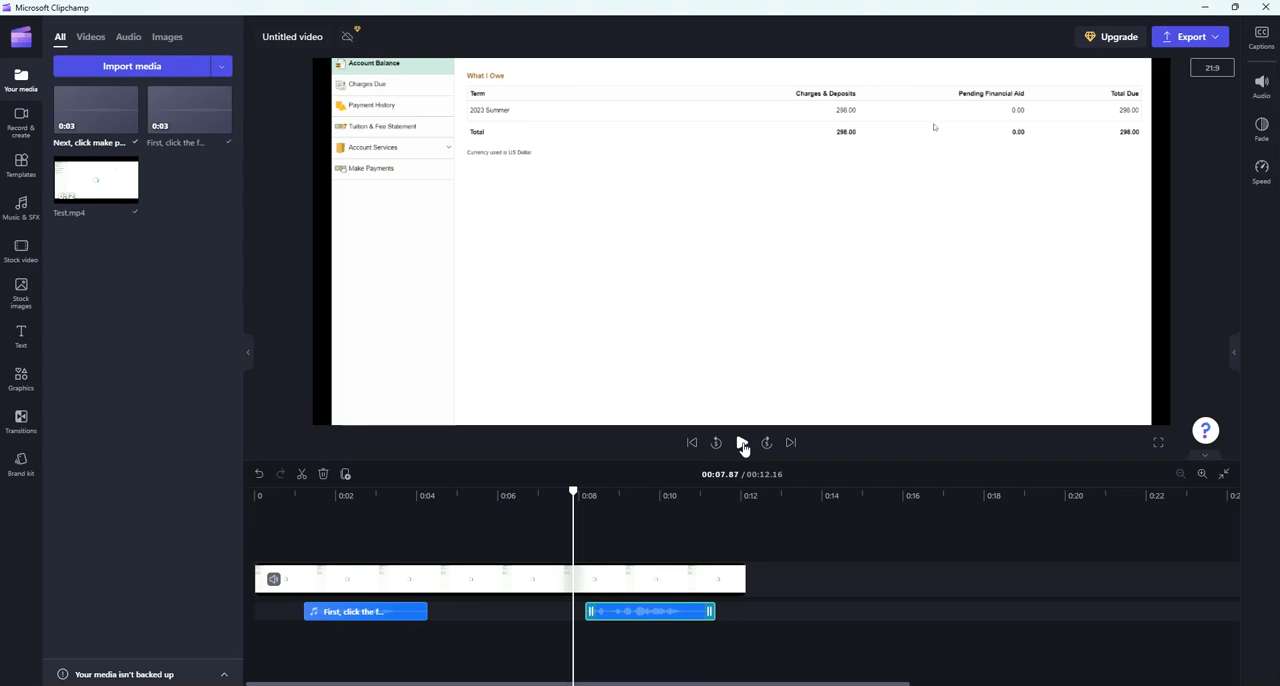 Microsoft Clipchamp
All Videos Audio Images
Untitled video
Upgrade
Export
Captions
Import media
21:9
Your media
Record & create
Templates
Music & SFX
Stock video
Stock images
Text
Graphics
Transitions
Brand kit
0:03
0:03
Next, click make p...
First, click the f...
0:12
Test.mp4
Audio
Fade
Speed
Account Balance
Charges Due
Payment History
Tuition & Fee Statement
Account Services
Make Payments
What I Owe
Term Charges & Deposits Pending Financial Aid Total Due
2023 Summer 298.00 0.00 298.00
Total 298.00 0.00 298.00
Currency used is US Dollar
5 5
?
00:07.87 / 00:12.16
0 0:02 0:04 0:06 0:08 0:10 0:12 0:14 0:16 0:18 0:20 0:22 0:2
First, click the f...
Your media isn't backed up